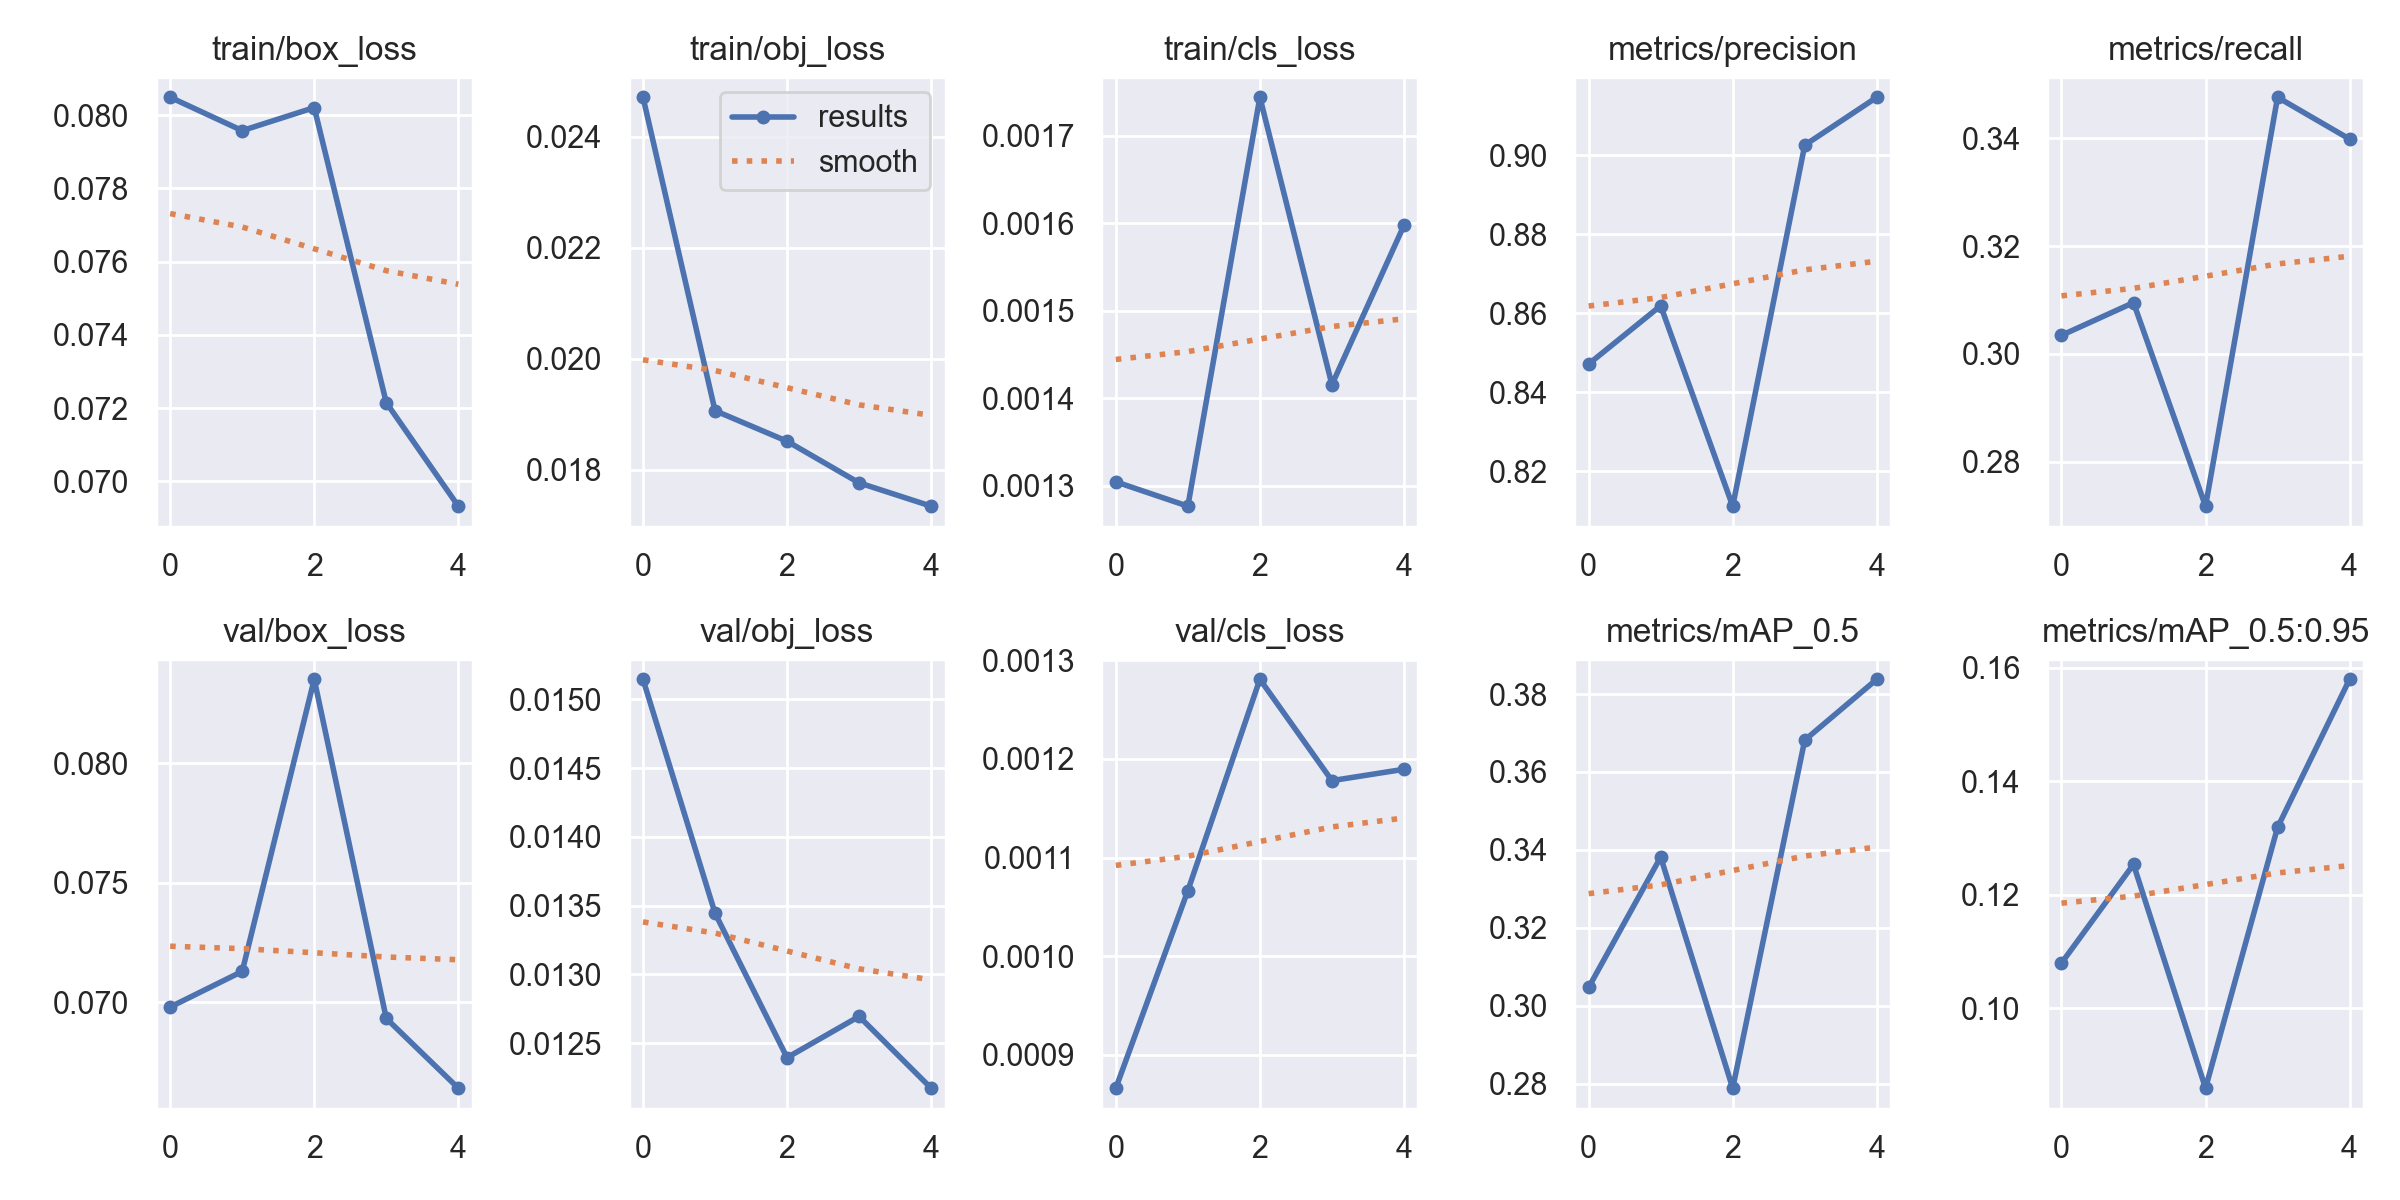 train/box_loss
0.080
0.078
0.076
0.074
0.072
0.070
0 2 4
train/obj_loss
results
smooth
0.024
0.022
0.020
0.018
0 2 4
train/cls_loss
0.0017
0.0016
0.0015
0.0014
0.0013
0 2 4
metrics/precision
0.90
0.88
0.86
0.84
0.82
0 2 4
metrics/recall
0.34
0.32
0.30
0.28
0 2 4
val/box_loss
0.080
0.075
0.070
0 2 4
val/obj_loss
0.0150
0.0145
0.0140
0.0135
0.0130
0.0125
0 2 4
val/cls_loss
0.0013
0.0012
0.0011
0.0010
0.0009
0 2 4
metrics/mAP_0.5
0.38
0.36
0.34
0.32
0.30
0.28
0 2 4
metrics/mAP_0.5:0.95
0.16
0.14
0.12
0.10
0 2 4